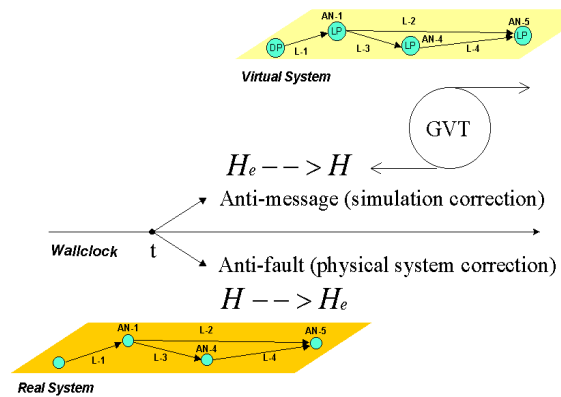 AN-1 L-2 AN-5
DP LP L-1 L-3 LP AN-4 L-4 LP
Virtual System
GVT
He --> H
Anti-message (simulation correction)
Wallclock t
Anti-fault (physical system correction)
H --> He
AN-1 L-2 AN-5
L-1 L-3 AN-4 L-4
Real System